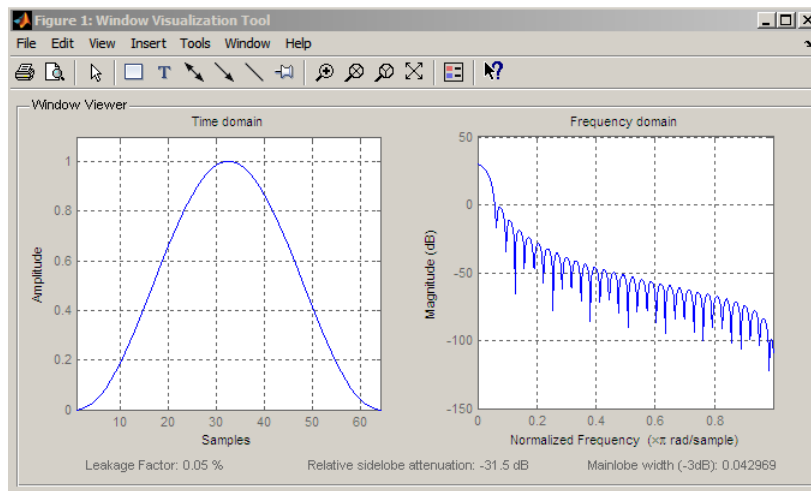 Figure 1: Window Visualization Tool
File Edit View Insert Tools Window Help
T
Window Viewer
Time domain
1
0.8
0.6
0.4
0.2
0
Amplitude
10 20 30 40 50 60
Samples
Frequency domain
50
0
-50
-100
-150
Magnitude (dB)
0 0.2 0.4 0.6 0.8
Normalized Frequency (×π rad/sample)
Leakage Factor: 0.05 % Relative sidelobe attenuation: -31.5 dB Mainlobe width (-3dB): 0.042969